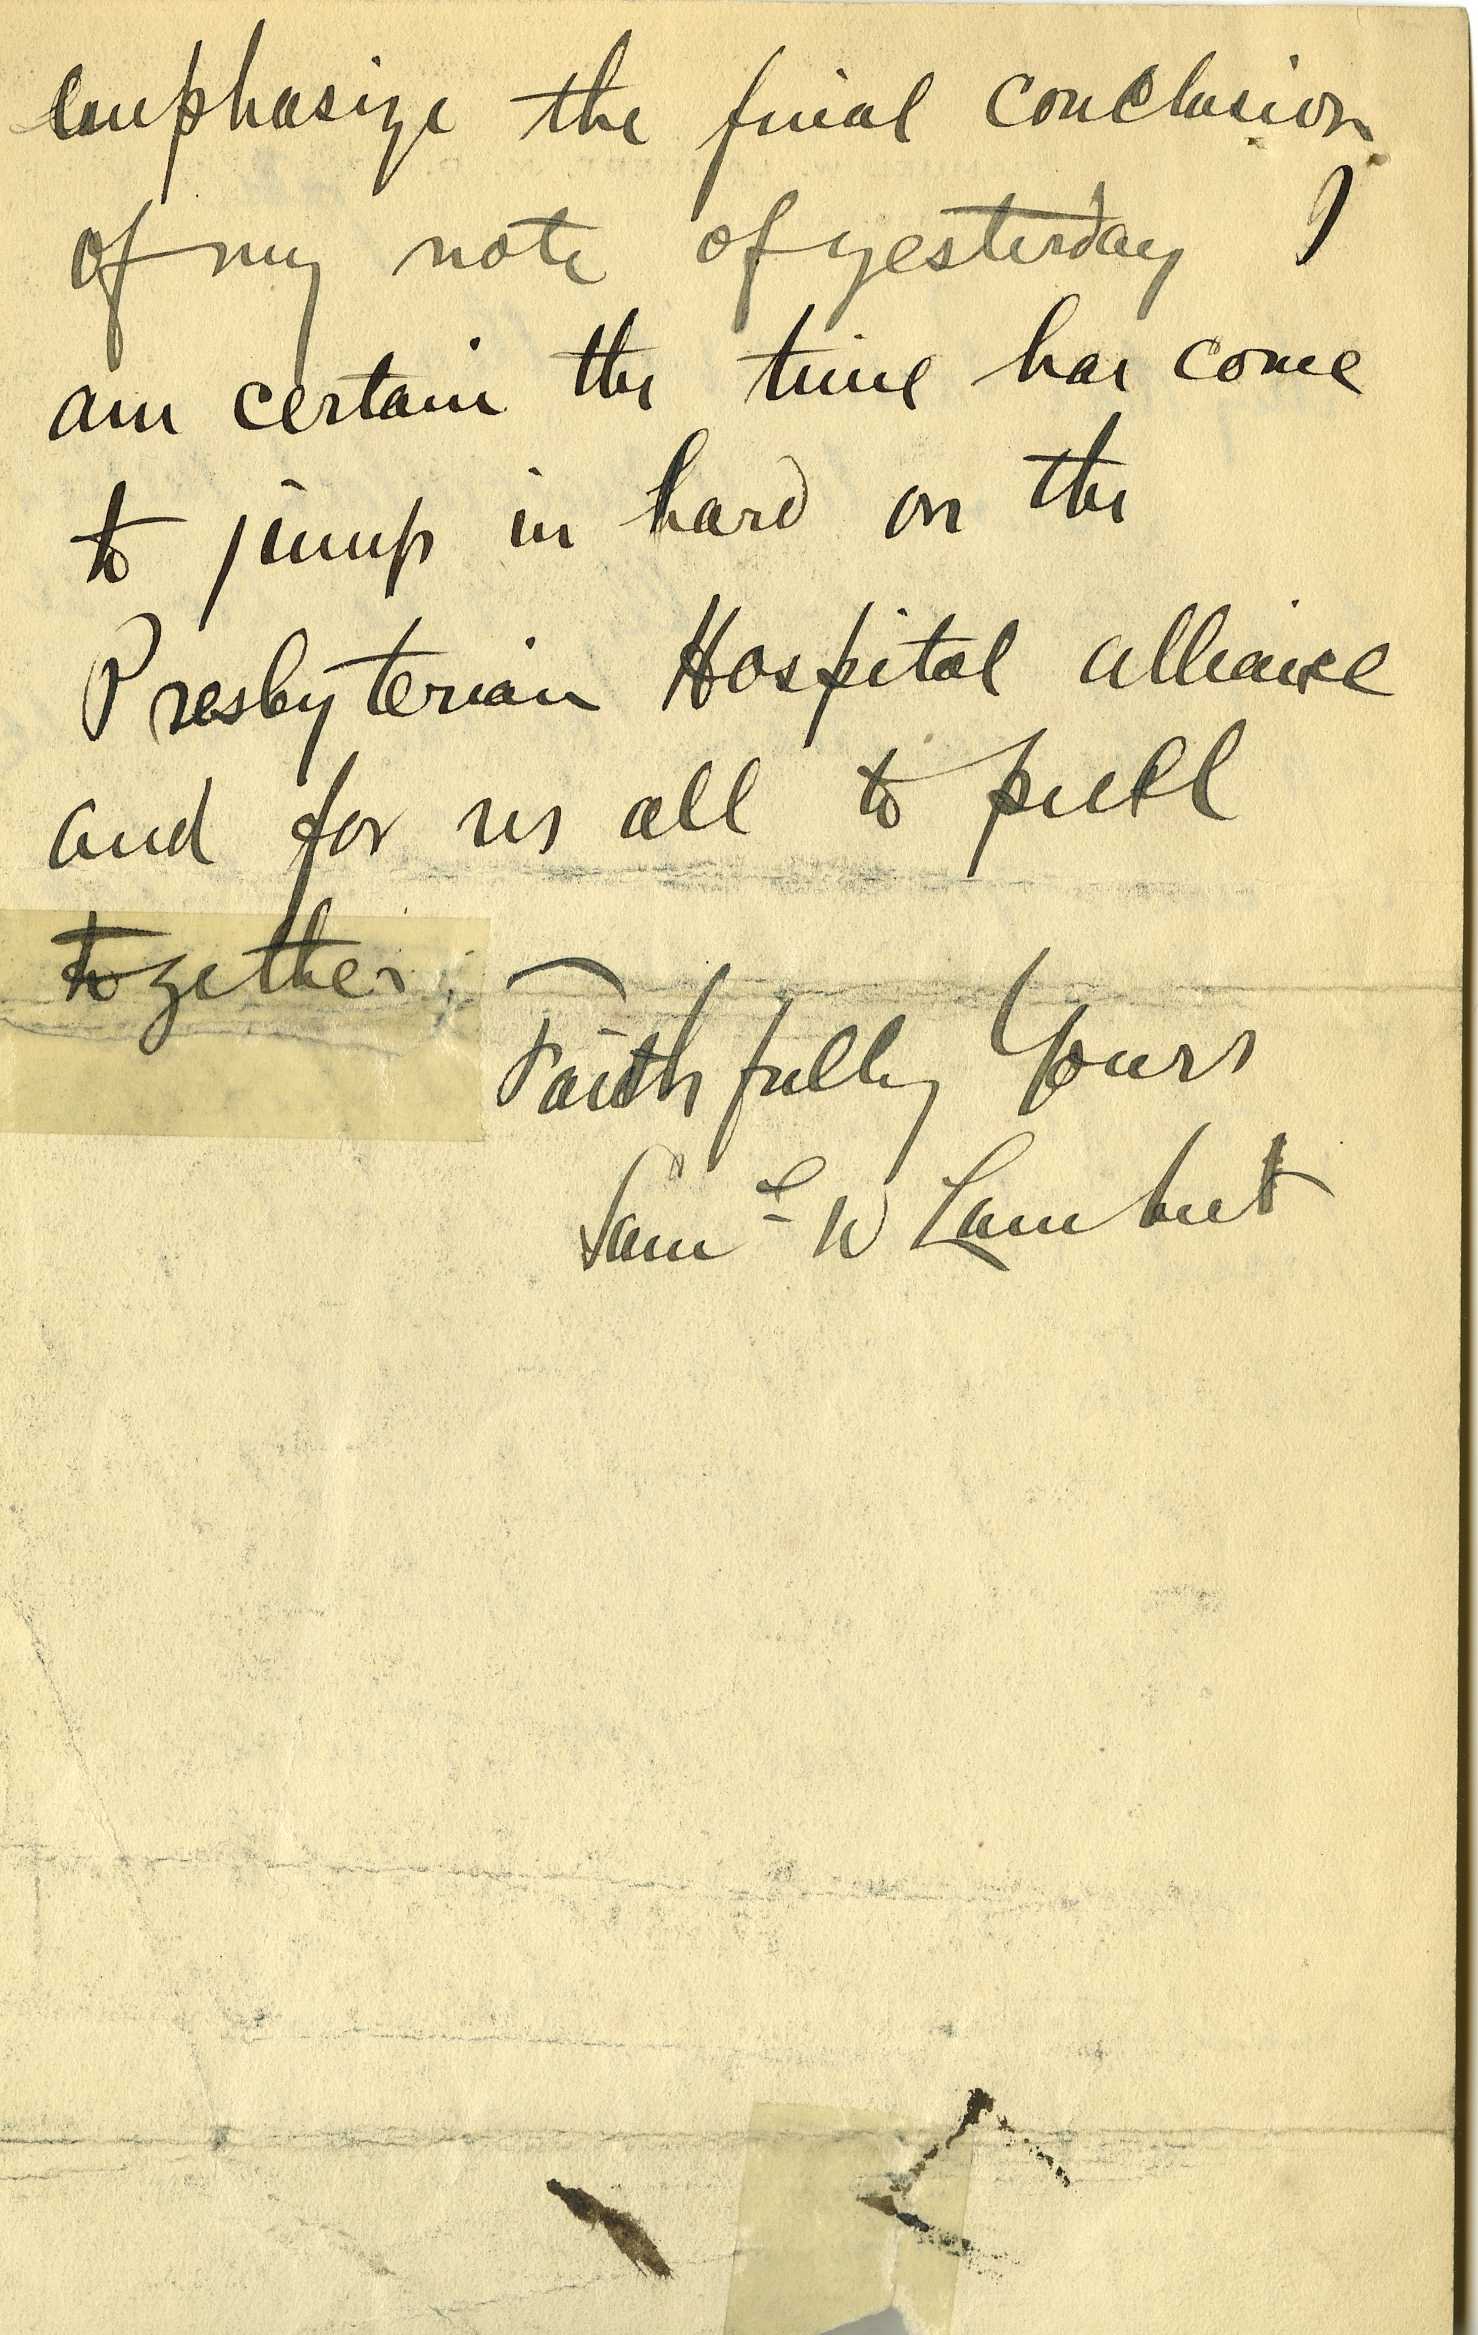 emphasize the final conclusion
of my note of yesterday I
am certain the time has come
to jump in hard on the
Presbyterian Hospital alliance
and for us all to pull
together.
Faithfully Yours
Saml W Lambert